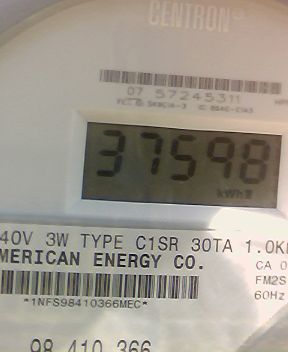 CENTRON®
07 57245311
37598
kWh
40V 3W TYPE C1SR 30TA 1.0K
MERICAN ENERGY CO.
CA 0
FM2S
60Hz
*1NFS98410366MEC*
98 410 366